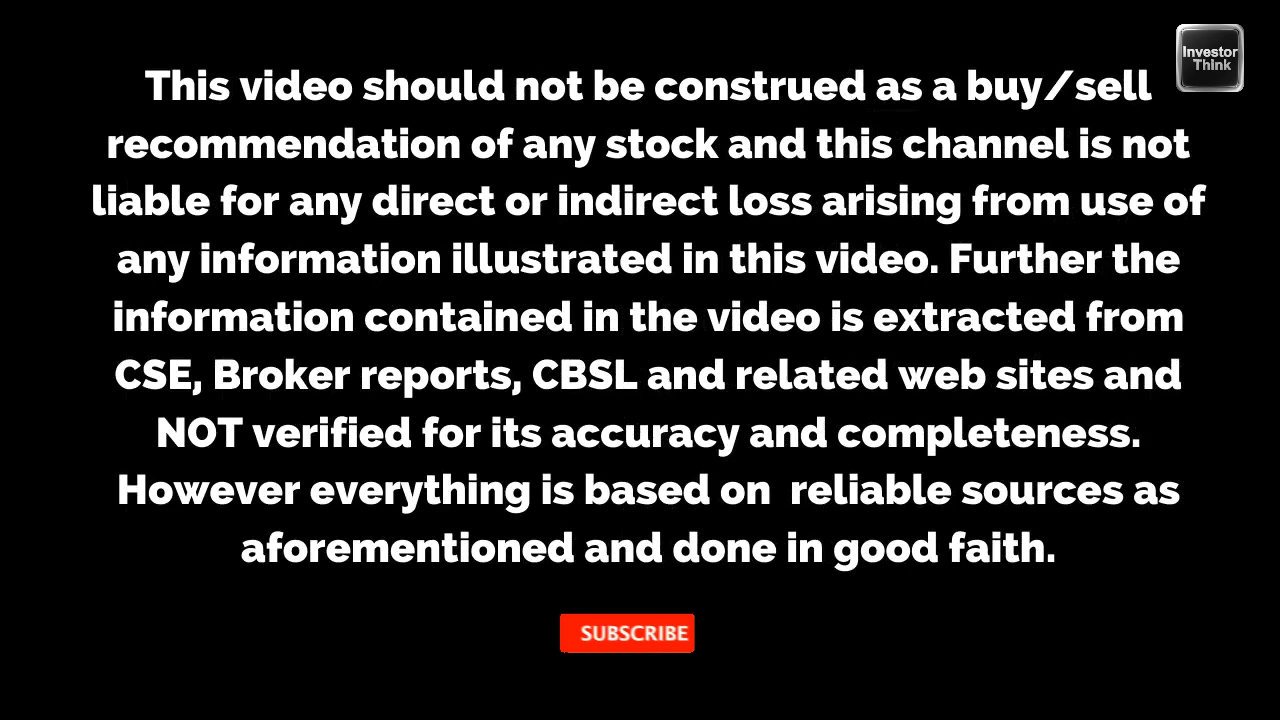 Investor
Think
This video should not be construed as a buy/sell
recommendation of any stock and this channel is not
liable for any direct or indirect loss arising from use of
any information illustrated in this video. Further the
information contained in the video is extracted from
CSE, Broker reports, CBSL and related web sites and
NOT verified for its accuracy and completeness.
However everything is based on  reliable sources as
aforementioned and done in good faith.
SUBSCRIBE